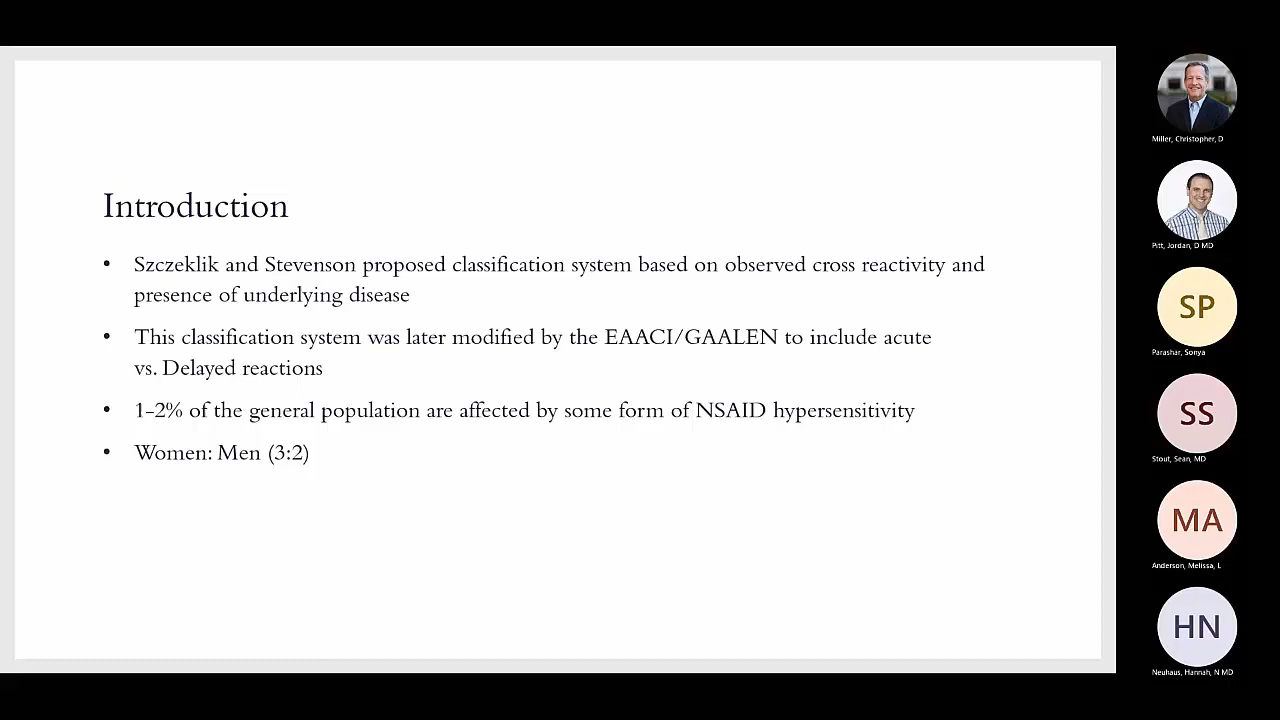 Introduction
• Szczeklik and Stevenson proposed classification system based on observed cross reactivity and
presence of underlying disease
• This classification system was later modified by the EAACI/GAALEN to include acute
vs. Delayed reactions
• 1-2% of the general population are affected by some form of NSAID hypersensitivity
• Women: Men (3:2)
Miller, Christopher, D
Pitt, Jordan, D MD
SP
Parashar, Sonya
SS
Stout, Sean, MD
MA
Anderson, Melissa, L
HN
Neuhaus, Hannah, N MD